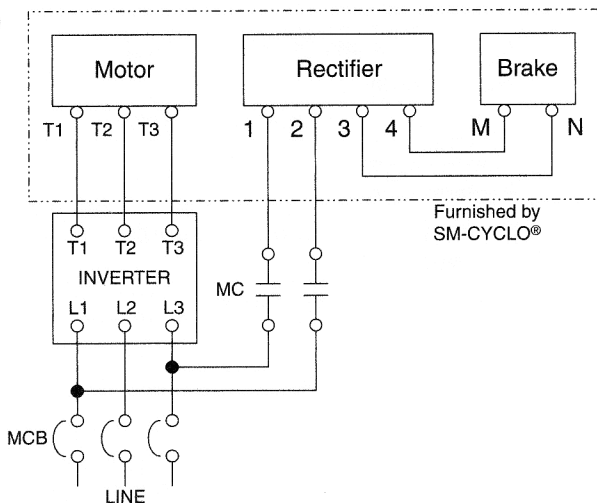 Motor
Rectifier
Brake
T1 T2 T3
1 2 3 4
M N
Furnished by
SM-CYCLO®
T1 T2 T3
INVERTER
L1 L2 L3
MC
MCB
LINE